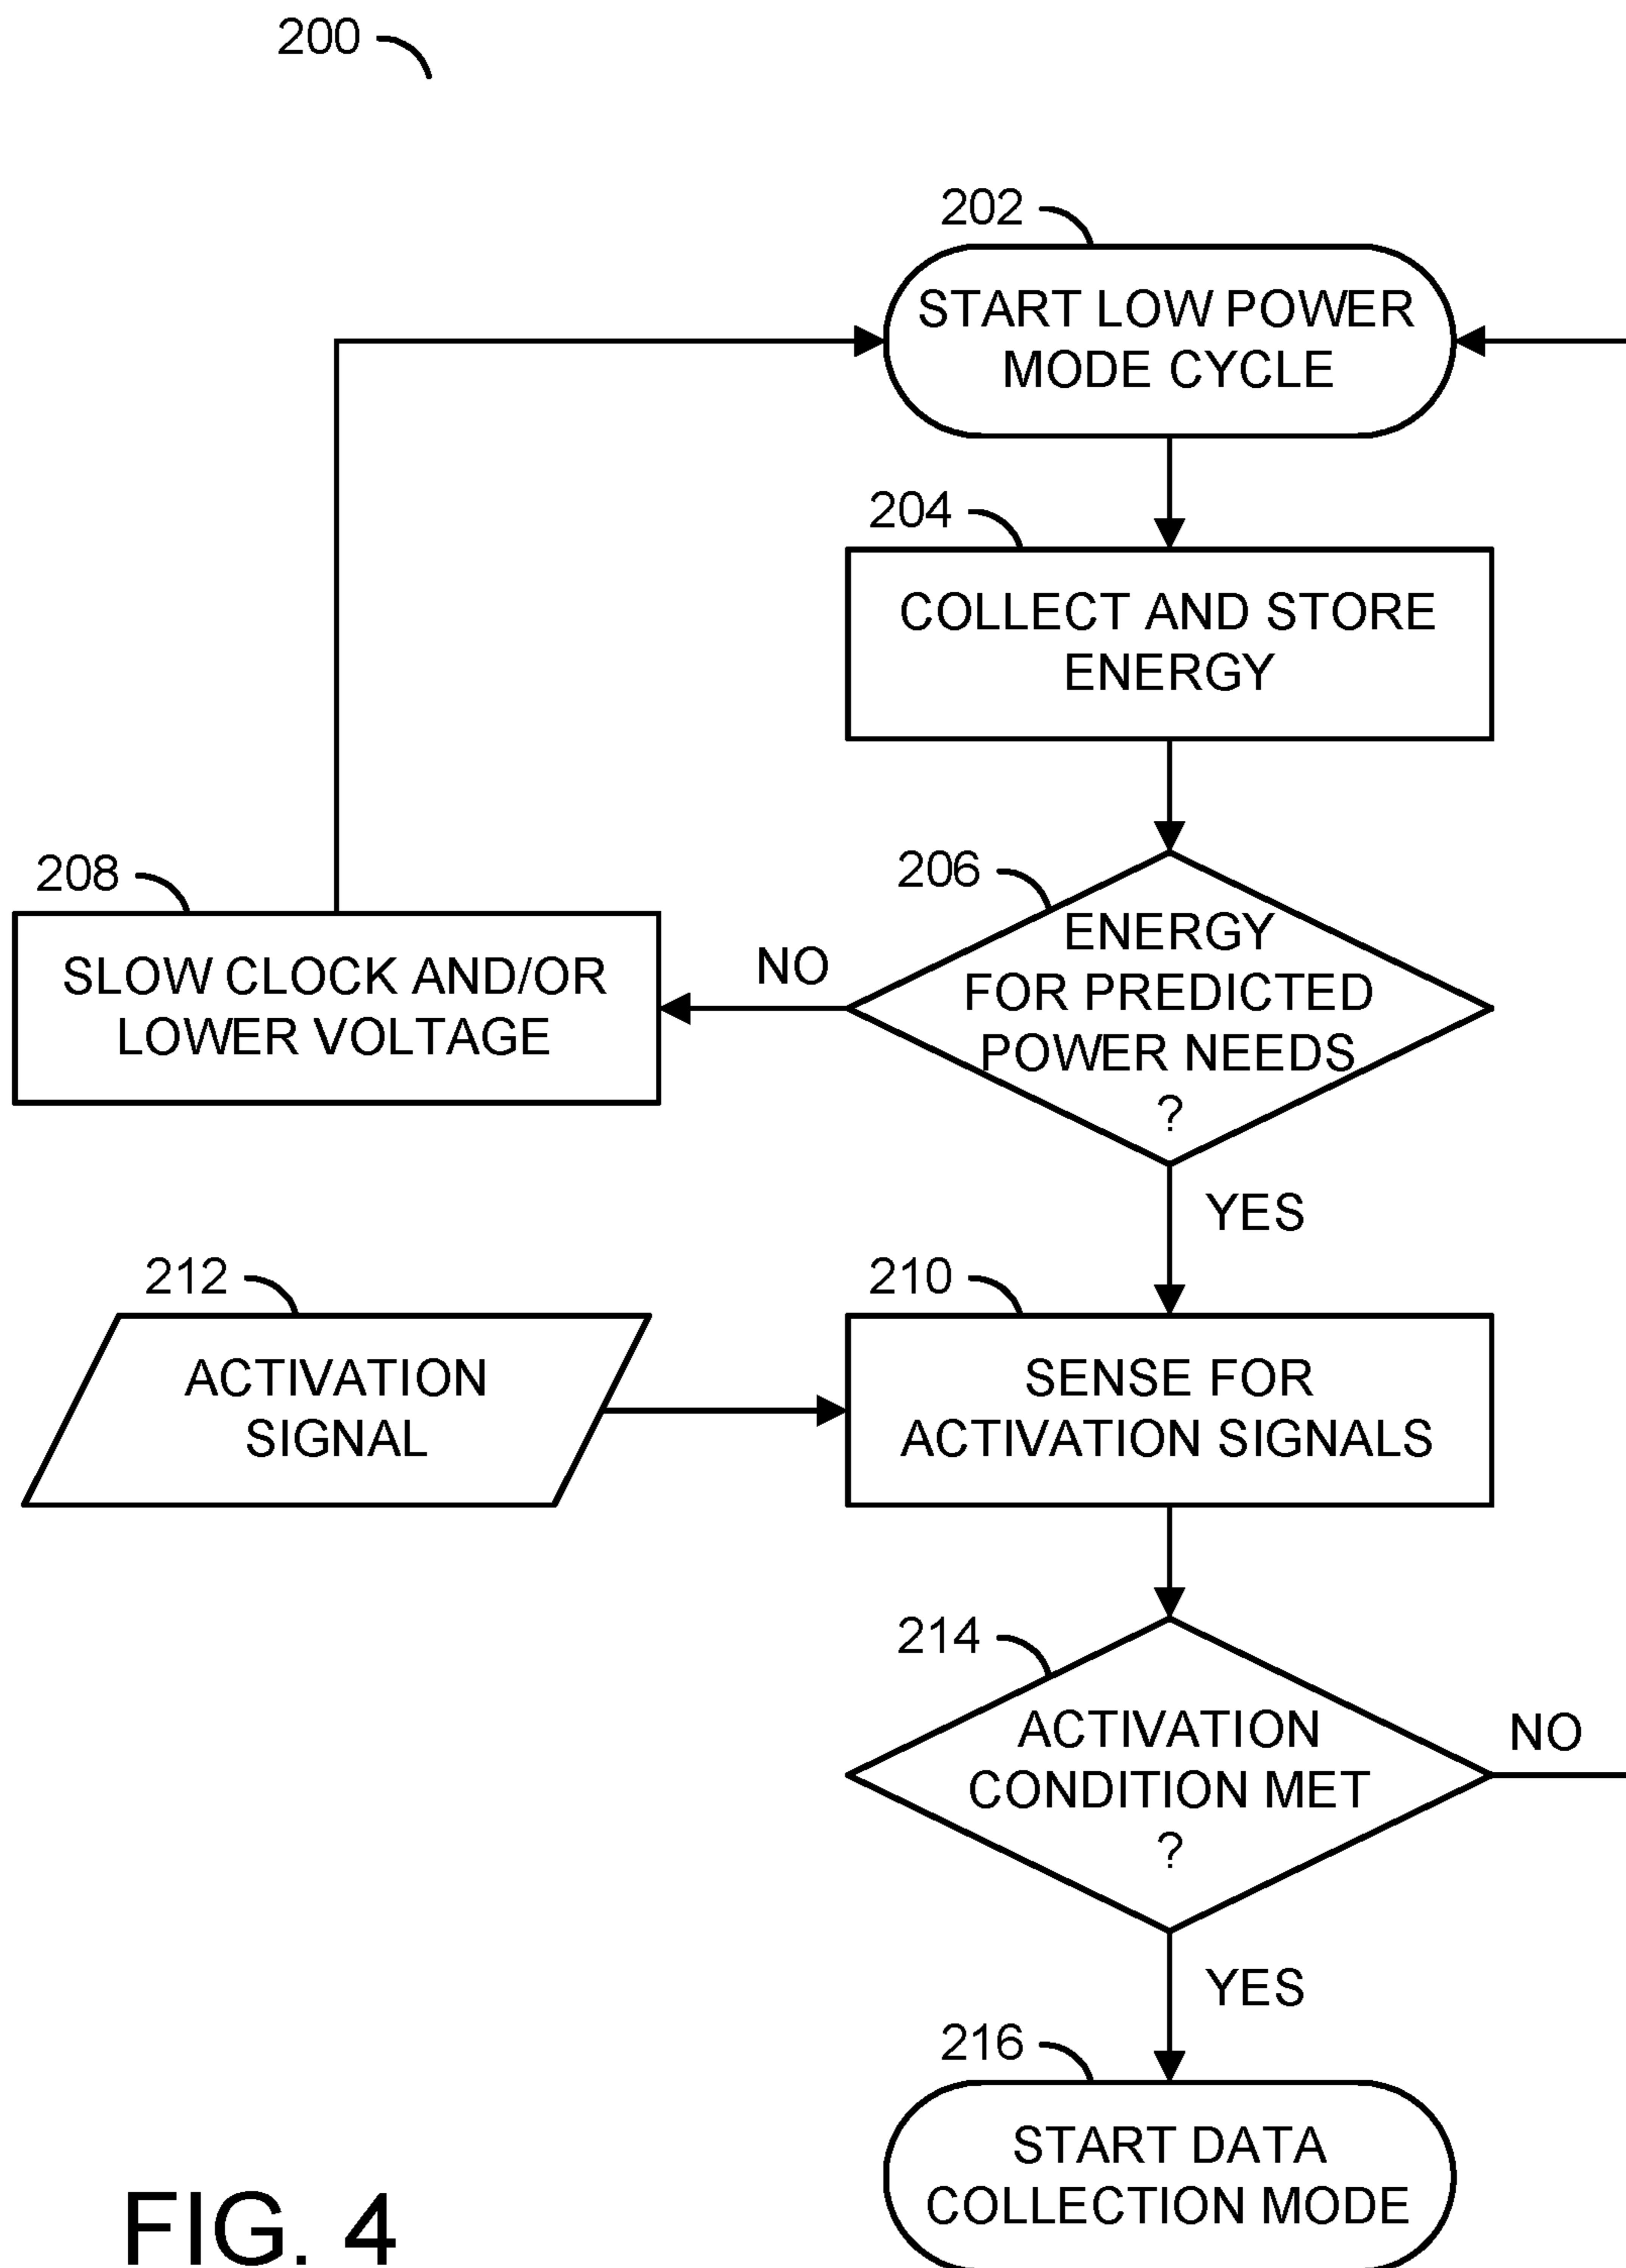 200
202
START LOW POWER
MODE CYCLE
204
COLLECT AND STORE
ENERGY
206
ENERGY
FOR PREDICTED
POWER NEEDS
?
NO
208
SLOW CLOCK AND/OR
LOWER VOLTAGE
YES
212
ACTIVATION
SIGNAL
210
SENSE FOR
ACTIVATION SIGNALS
214
ACTIVATION
CONDITION MET
?
NO
YES
216
START DATA
COLLECTION MODE
FIG. 4